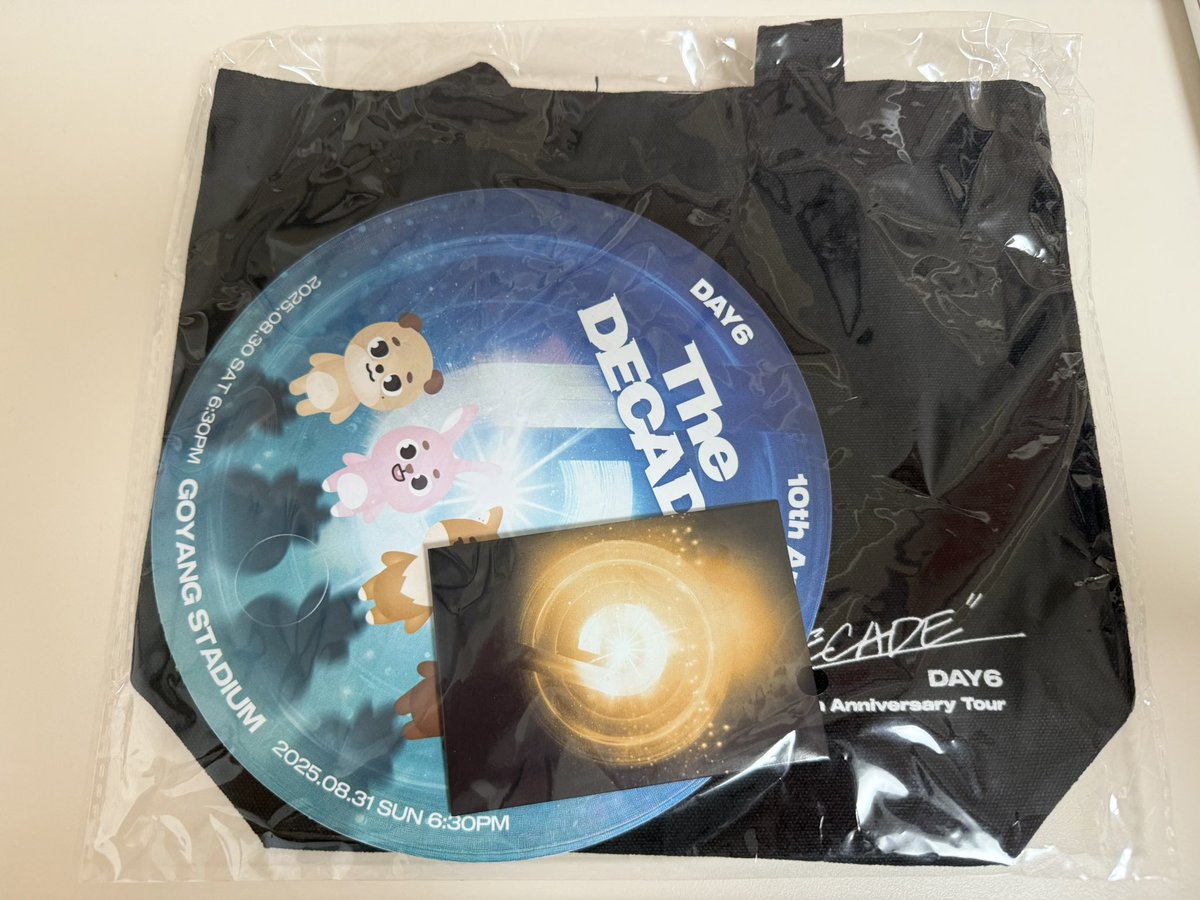 DAY6
The
DECAD
10th A
2025.08.30 SAT 6:30PM
GOYANG STADIUM
2025.08.31 SUN 6:30PM
ECADE"
DAY6
Anniversary Tour